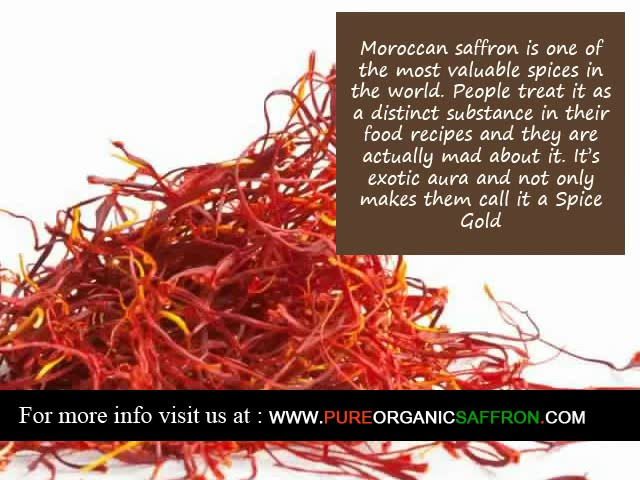 Moroccan saffron is one of
the most valuable spices in
the world. People treat it as
a distinct substance in their
food recipes and they are
actually mad about it. It's
exotic aura and not only
makes them call it a Spice
Gold
For more info visit us at : WWW.PUREORGANICSAFFRON.COM